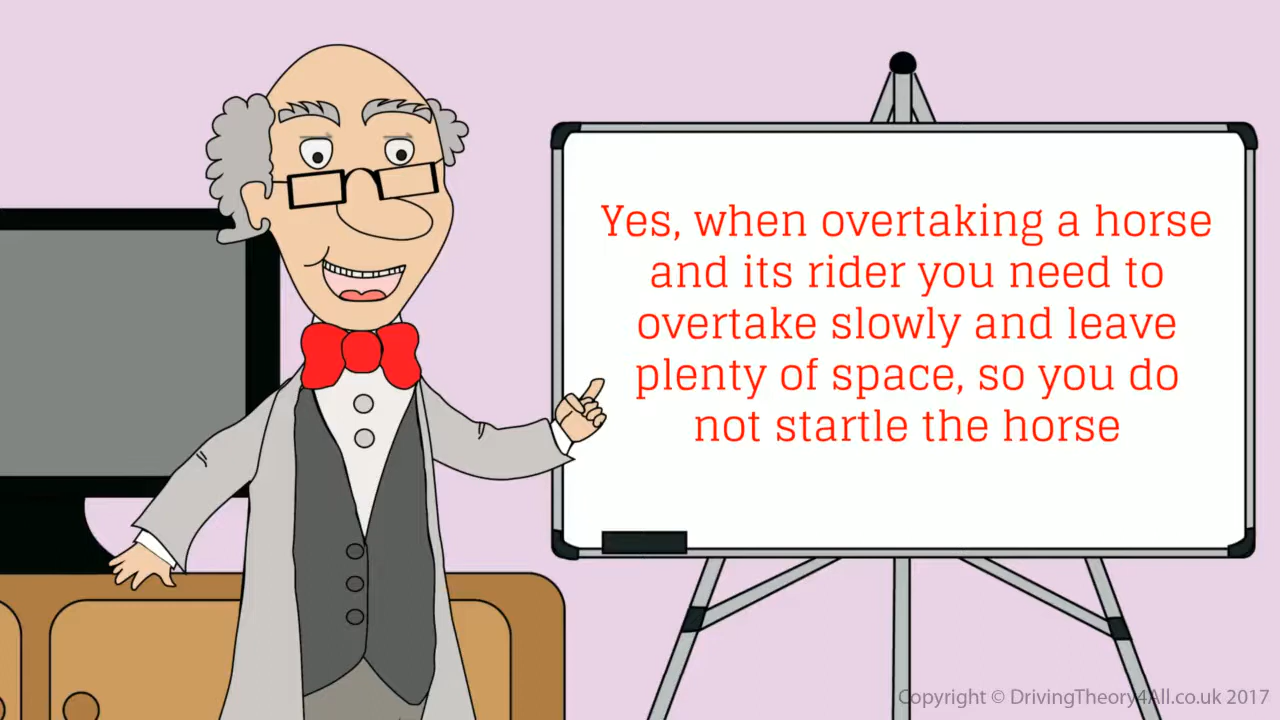 Yes, when overtaking a horse
and its rider you need to
overtake slowly and leave
plenty of space, so you do
not startle the horse
Copyright © DrivingTheory4All.co.uk 2017